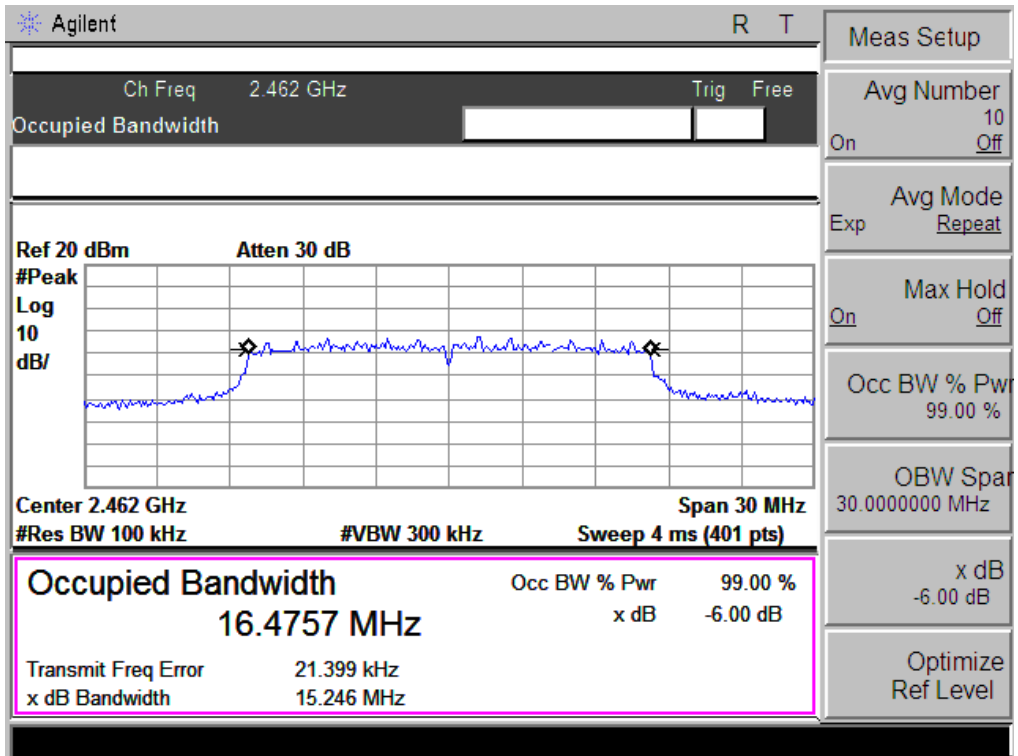 Agilent R T
Ch Freq 2.462 GHz Trig Free
Occupied Bandwidth
Ref 20 dBm Atten 30 dB
#Peak
Log
10
dB/
Center 2.462 GHz Span 30 MHz
#Res BW 100 kHz #VBW 300 kHz Sweep 4 ms (401 pts)
Occupied Bandwidth Occ BW % Pwr 99.00 %
16.4757 MHz x dB -6.00 dB
Transmit Freq Error 21.399 kHz
x dB Bandwidth 15.246 MHz
Meas Setup
Avg Number
10
On Off
Avg Mode
Exp Repeat
Max Hold
On Off
Occ BW % Pwr
99.00 %
OBW Span
30.0000000 MHz
x dB
-6.00 dB
Optimize
Ref Level